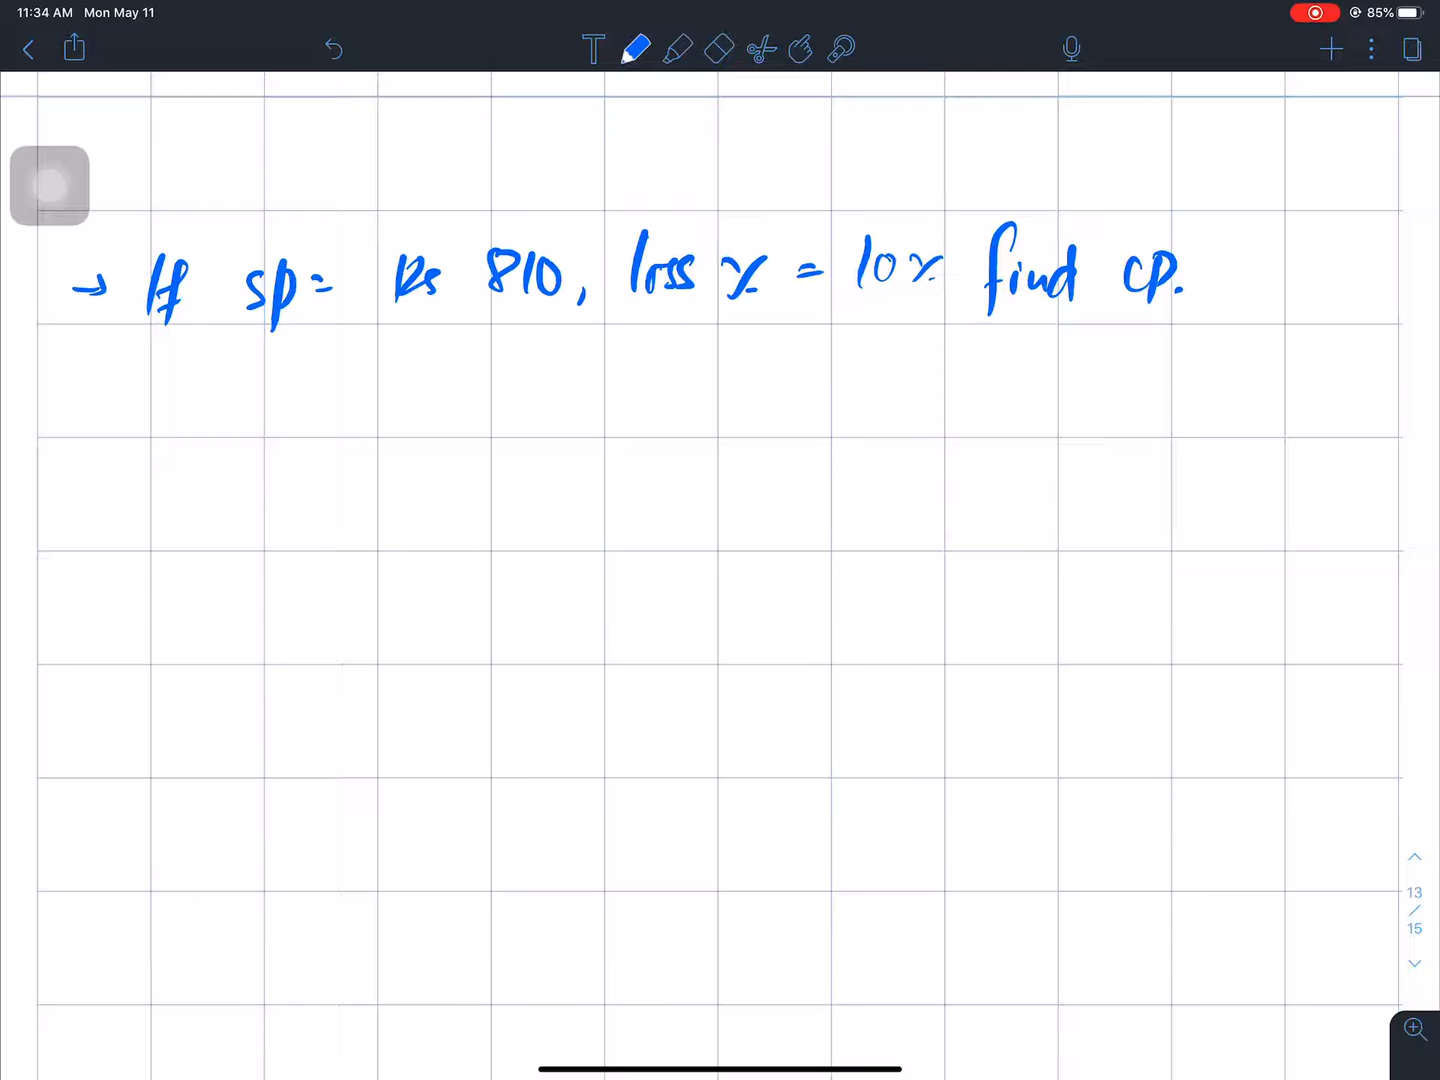 11:34 AM Mon May 11
85%
→ If SP = Rs 810, loss % = 10% find CP.
13
/
15